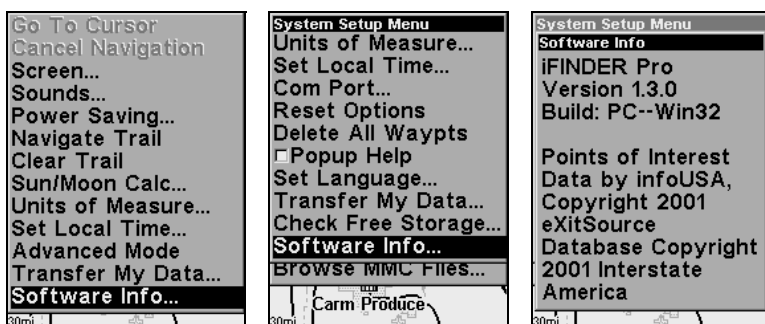 Go To Cursor
Cancel Navigation
Screen...
Sounds...
Power Saving...
Navigate Trail
Clear Trail
Sun/Moon Calc...
Units of Measure...
Set Local Time...
Advanced Mode
Transfer My Data...
Software Info...
30mi
System Setup Menu
Units of Measure...
Set Local Time...
Com Port...
Reset Options
Delete All Waypts
Popup Help
Set Language...
Transfer My Data...
Check Free Storage...
Software Info...
Browse MMC Files...
Carm Produce
30mi
System Setup Menu
Software Info
iFINDER Pro
Version 1.3.0
Build: PC--Win32
Points of Interest
Data by infoUSA,
Copyright 2001
eXitSource
Database Copyright
2001 Interstate
America
30mi